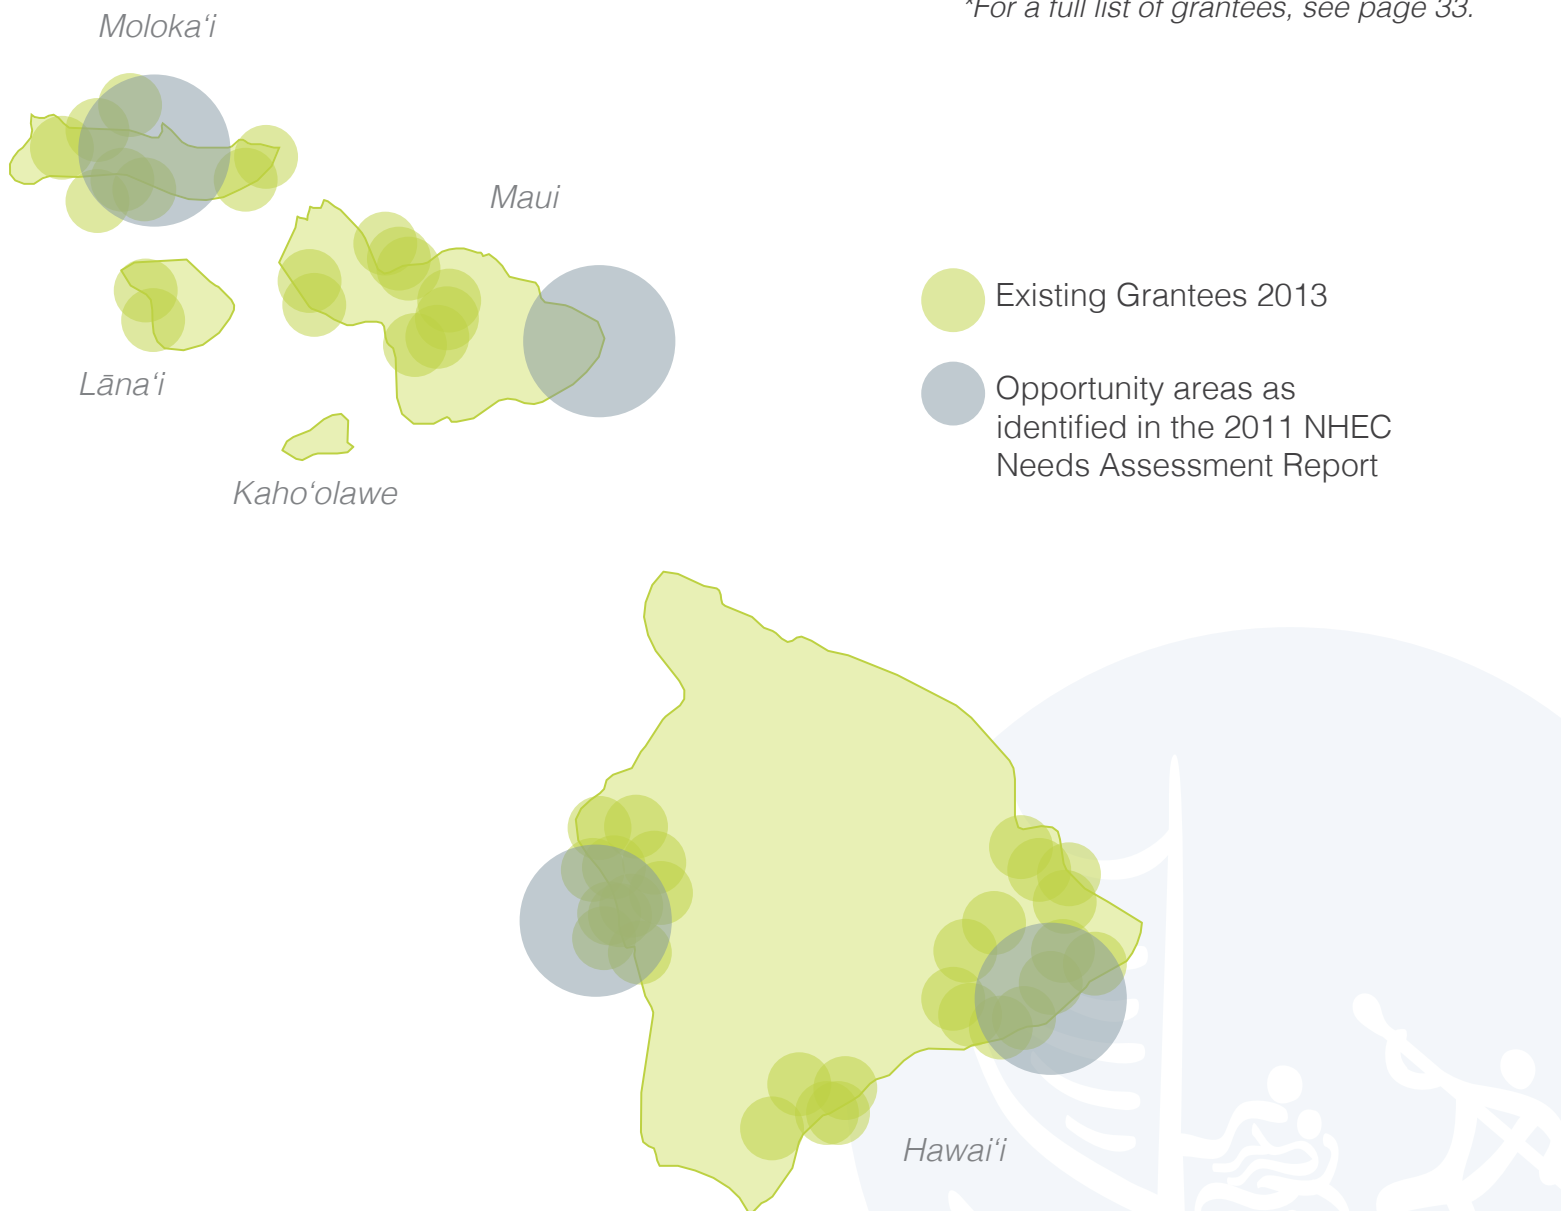 *For a full list of grantees, see page 33.
Moloka‘i
Maui
Existing Grantees 2013
Lāna‘i
Opportunity areas as
identified in the 2011 NHEC
Needs Assessment Report
Kaho‘olawe
Hawai‘i